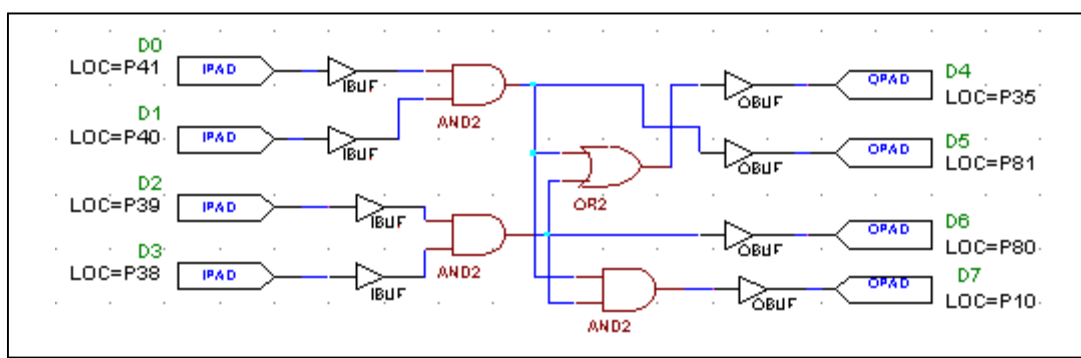 D0
LOC=P41
IPAD
IBUF
AND2
OBUF
OPAD
D4
LOC=P35
D1
LOC=P40
IPAD
IBUF
OBUF
OPAD
D5
LOC=P81
D2
LOC=P39
IPAD
IBUF
OR2
D3
LOC=P38
IPAD
IBUF
AND2
OBUF
OPAD
D6
LOC=P80
AND2
OBUF
OPAD
D7
LOC=P10